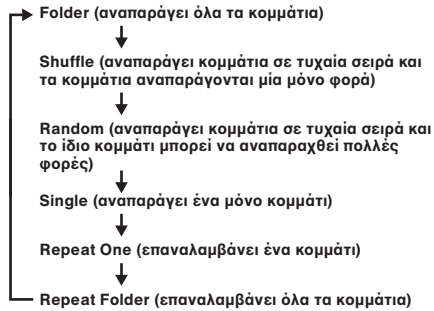 Folder (αναπαράγει όλα τα κομμάτια)
Shuffle (αναπαράγει κομμάτια σε τυχαία σειρά και
τα κομμάτια αναπαράγονται μία μόνο φορά)
Random (αναπαράγει κομμάτια σε τυχαία σειρά και
το ίδιο κομμάτι μπορεί να αναπαραχθεί πολλές
φορές)
Single (αναπαράγει ένα μόνο κομμάτι)
Repeat One (επαναλαμβάνει ένα κομμάτι)
Repeat Folder (επαναλαμβάνει όλα τα κομμάτια)